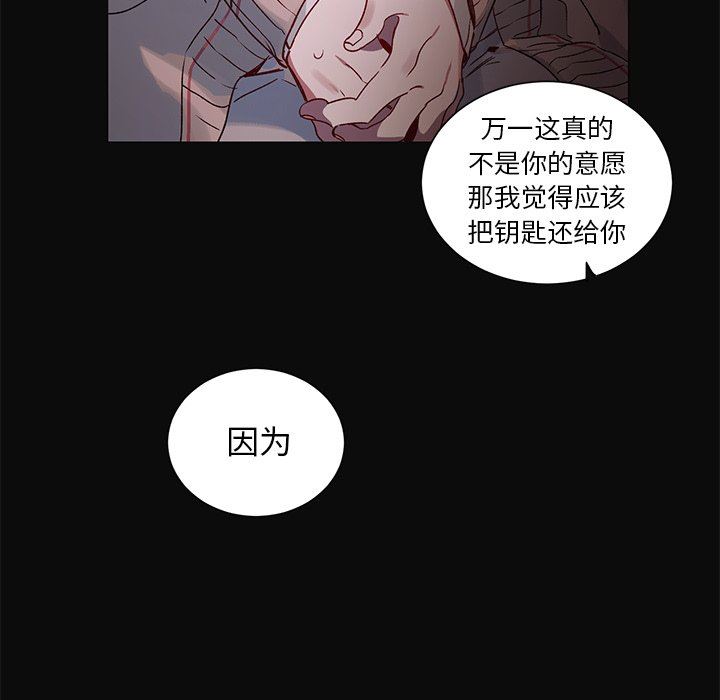 万一这真的
不是你的意愿
那我觉得应该
把钥匙还给你
因为